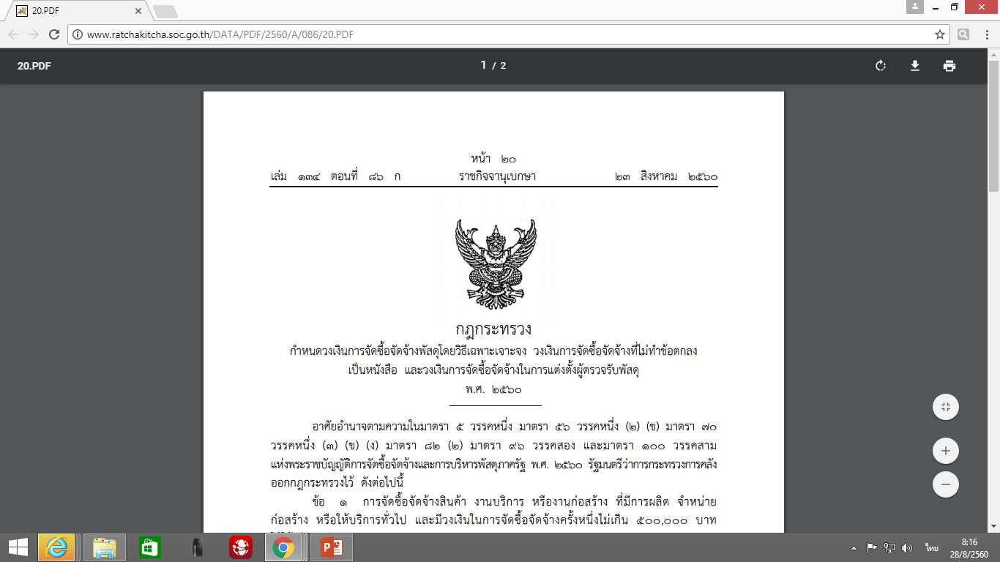 20.PDF
www.ratchakitcha.soc.go.th/DATA/PDF/2560/A/086/20.PDF
20.PDF
1 / 2
หน้า ๒๐
เล่ม ๑๓๔ ตอนที่ ๘๖ ก ราชกิจจานุเบกษา ๒๓ สิงหาคม ๒๕๖๐
กฎกระทรวง
กำหนดวงเงินการจัดซื้อจัดจ้างพัสดุโดยวิธีเฉพาะเจาะจง วงเงินการจัดซื้อจัดจ้างที่ไม่ทำข้อตกลง
เป็นหนังสือ และวงเงินการจัดซื้อจัดจ้างในการแต่งตั้งผู้ตรวจรับพัสดุ
พ.ศ. ๒๕๖๐
อาศัยอำนาจตามความในมาตรา ๕ วรรคหนึ่ง มาตรา ๕๖ วรรคหนึ่ง (๒) (ข) มาตรา ๗๐
วรรคหนึ่ง (๓) (ข) (ง) มาตรา ๘๒ (๒) มาตรา ๙๖ วรรคสอง และมาตรา ๑๐๐ วรรคสาม
แห่งพระราชบัญญัติการจัดซื้อจัดจ้างและการบริหารพัสดุภาครัฐ พ.ศ. ๒๕๖๐ รัฐมนตรีว่าการกระทรวงการคลัง
ออกกฎกระทรวงไว้ ดังต่อไปนี้
ข้อ ๑ การจัดซื้อจัดจ้างสินค้า งานบริการ หรืองานก่อสร้าง ที่มีการผลิต จำหน่าย
ก่อสร้าง หรือให้บริการทั่วไป และมีวงเงินในการจัดซื้อจัดจ้างครั้งหนึ่งไม่เกิน ๕๐๐,๐๐๐ บาท
ไทย
8:16
28/8/2560